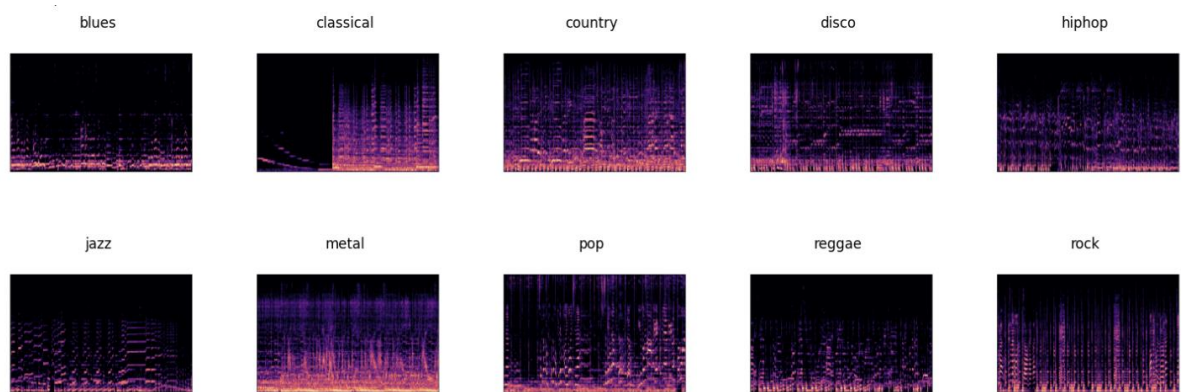 blues classical country disco hiphop
jazz metal pop reggae rock